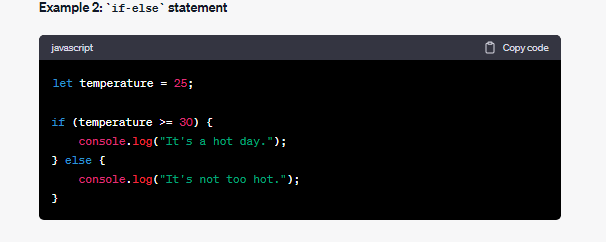 Example 2: `if-else` statement
javascript
Copy code
let temperature = 25;
if (temperature >= 30) {
    console.log("It's a hot day.");
} else {
    console.log("It's not too hot.");
}